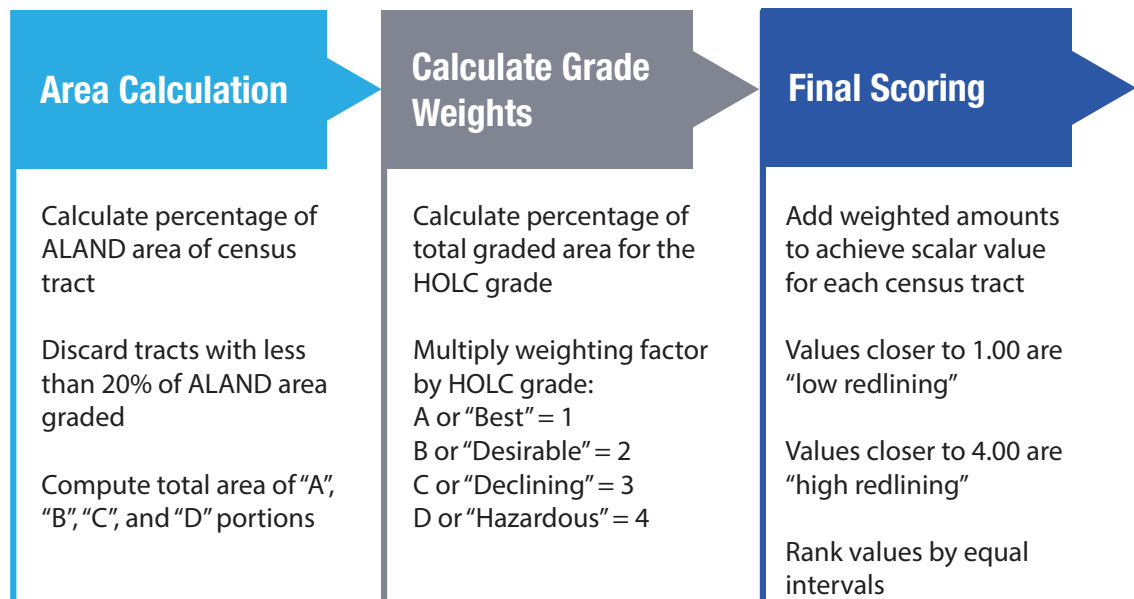 Area Calculation
Calculate percentage of
ALAND area of census
tract
Discard tracts with less
than 20% of ALAND area
graded
Compute total area of “A”,
“B”, “C”, and “D” portions
Calculate Grade
Weights
Calculate percentage of
total graded area for the
HOLC grade
Multiply weighting factor
by HOLC grade:
A or “Best” = 1
B or “Desirable” = 2
C or “Declining” = 3
D or “Hazardous” = 4
Final Scoring
Add weighted amounts
to achieve scalar value
for each census tract
Values closer to 1.00 are
“low redlining”
Values closer to 4.00 are
“high redlining”
Rank values by equal
intervals